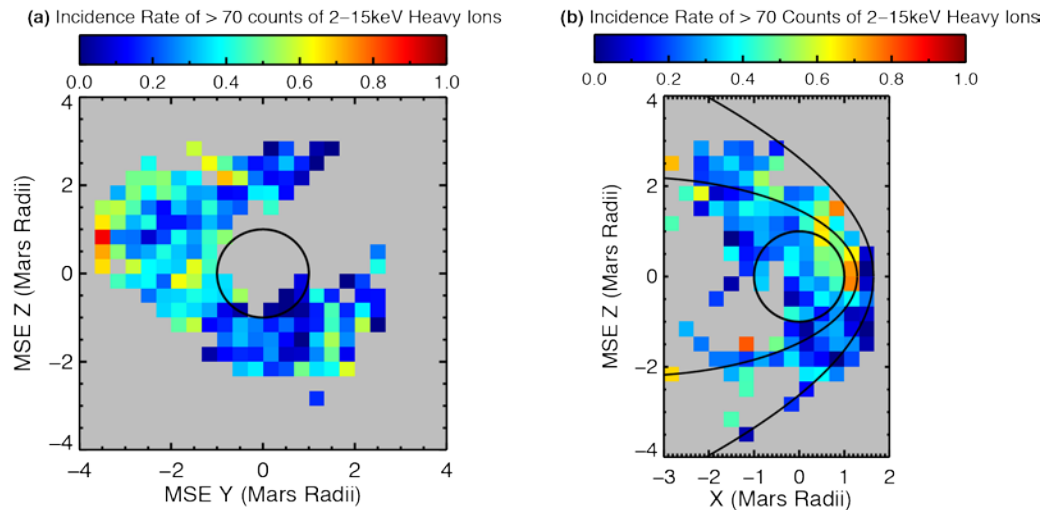 (a) Incidence Rate of > 70 counts of 2–15keV Heavy Ions
0.0 0.2 0.4 0.6 0.8 1.0
4
2
0
−2
−4
MSE Z (Mars Radii)
−4 −2 0 2 4
MSE Y (Mars Radii)
(b) Incidence Rate of > 70 Counts of 2–15keV Heavy Ions
0.0 0.2 0.4 0.6 0.8 1.0
4
2
0
−2
−4
MSE Z (Mars Radii)
−3 −2 −1 0 1 2
X (Mars Radii)